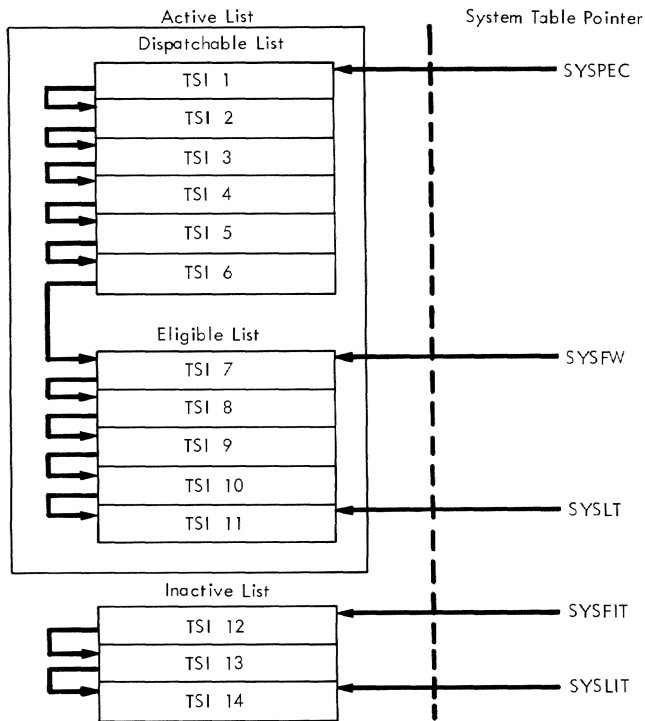 Active List
System Table Pointer
Dispatchable List
TSI 1
SYSPEC
TSI 2
TSI 3
TSI 4
TSI 5
TSI 6
Eligible List
TSI 7
SYSFW
TSI 8
TSI 9
TSI 10
TSI 11
SYSLT
Inactive List
TSI 12
SYSFIT
TSI 13
TSI 14
SYSLIT